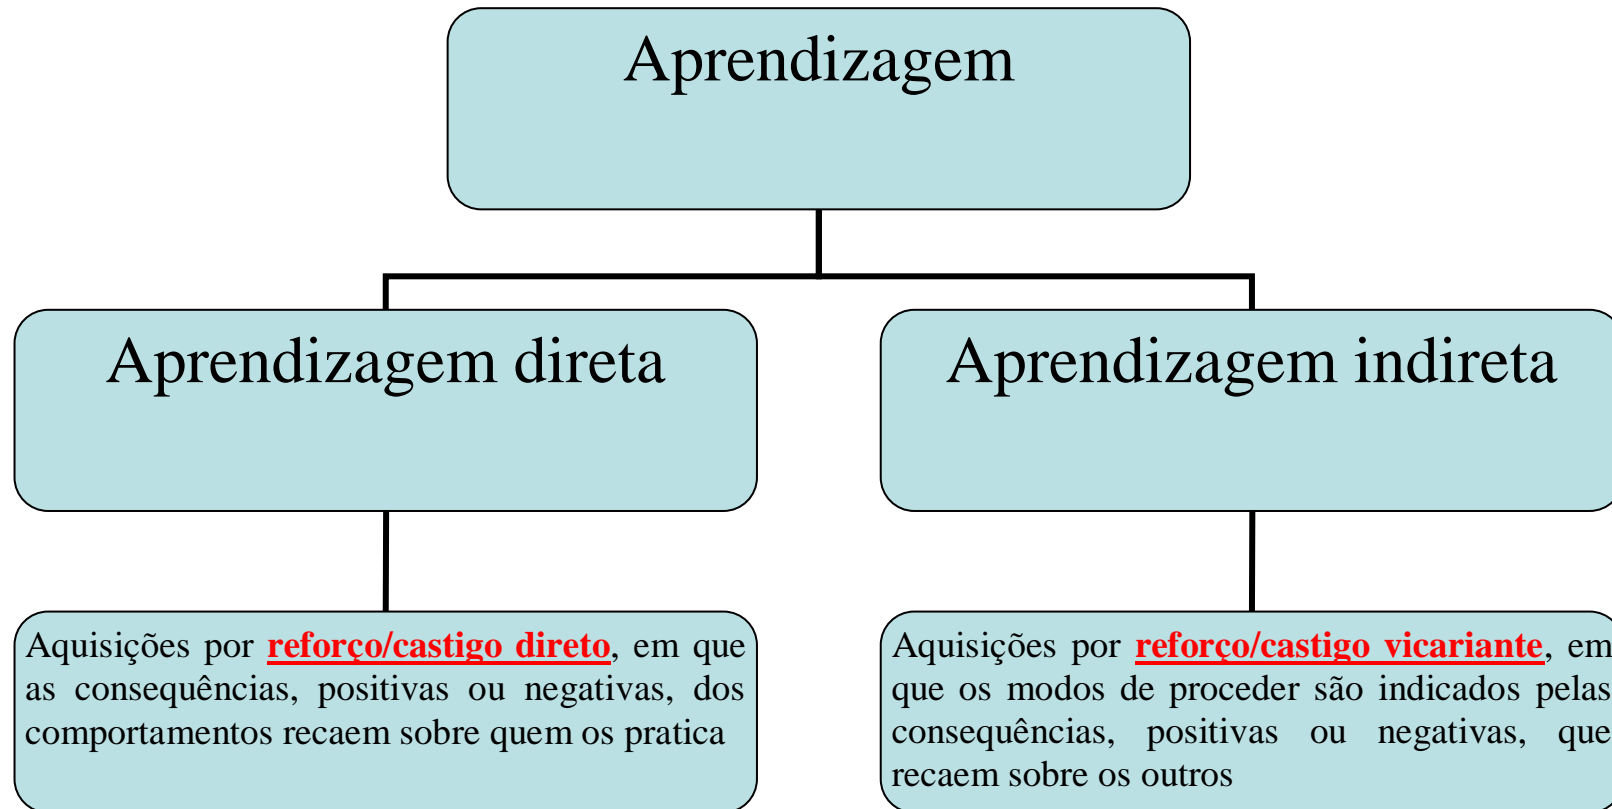 Aprendizagem
Aprendizagem direta
Aprendizagem indireta
Aquisições por reforço/castigo direto, em que
as consequências, positivas ou negativas, dos
comportamentos recaem sobre quem os pratica
Aquisições por reforço/castigo vicariante, em
que os modos de proceder são indicados pelas
consequências, positivas ou negativas, que
recaem sobre os outros